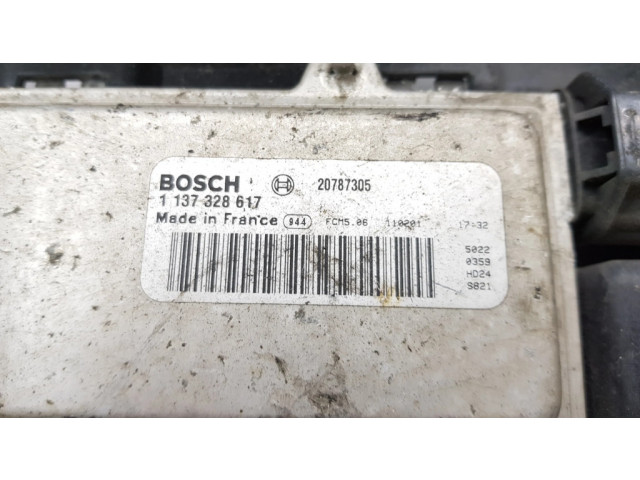 BOSCH 20787305
1 137 328 617
Made in France 944 FCM5.06 110201 17:32
5022
0359
HD24
S821